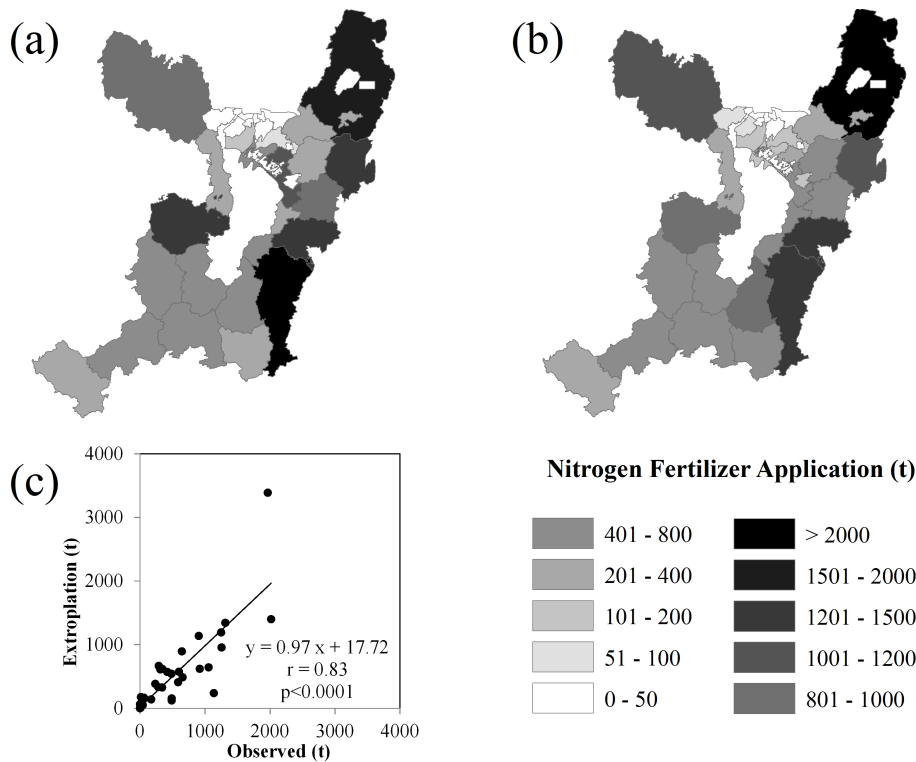 (a)
(b)
(c)
4000
3000
2000
1000
0
Extroplation (t)
y = 0.97 x + 17.72
r = 0.83
p<0.0001
0 1000 2000 3000 4000
Observed (t)
Nitrogen Fertilizer Application (t)
401 - 800
201 - 400
101 - 200
51 - 100
0 - 50
> 2000
1501 - 2000
1201 - 1500
1001 - 1200
801 - 1000